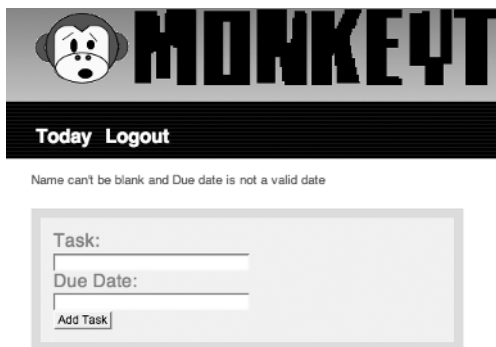 MONKEYT
Today Logout
Name can't be blank and Due date is not a valid date
Task:
Due Date:
Add Task